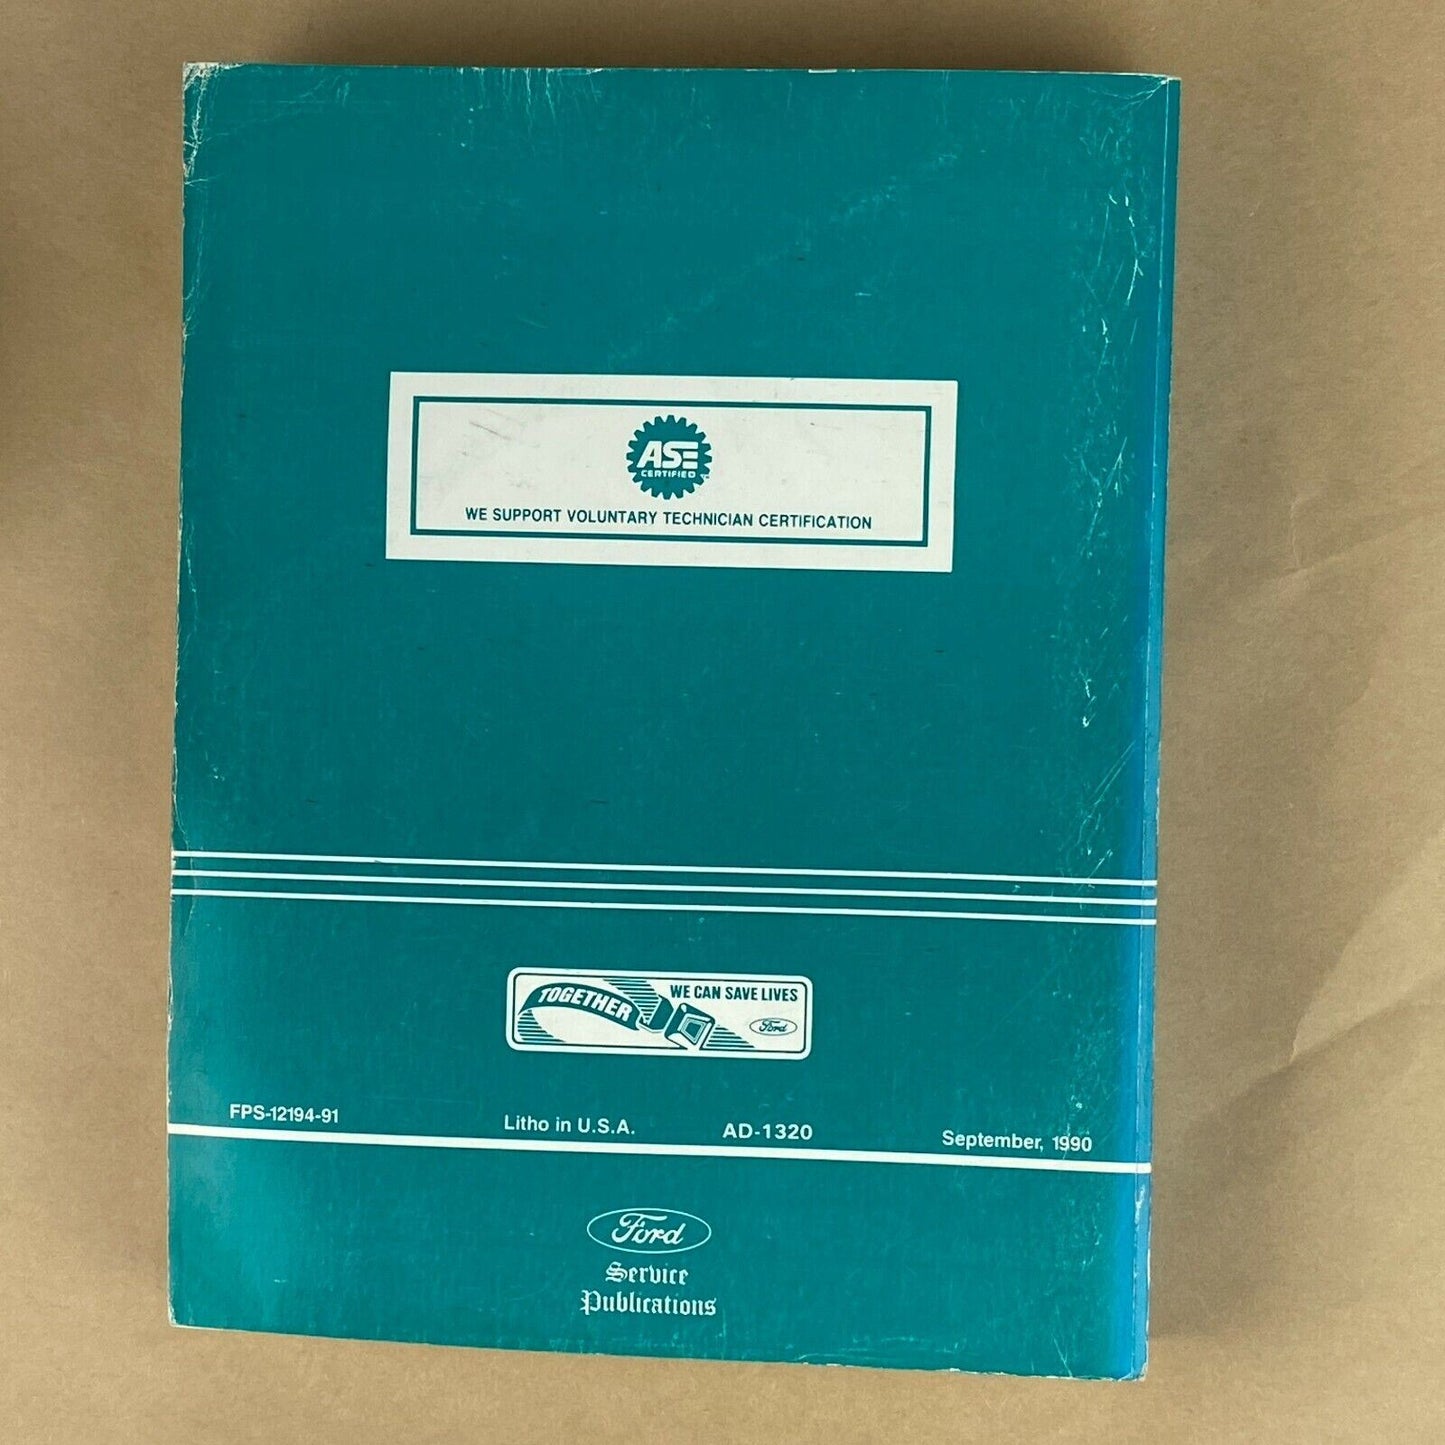 ASE
CERTIFIED
WE SUPPORT VOLUNTARY TECHNICIAN CERTIFICATION
TOGETHER
WE CAN SAVE LIVES
Ford
FPS-12194-91
Litho in U.S.A.
AD-1320
September, 1990
Ford
Service
Publications